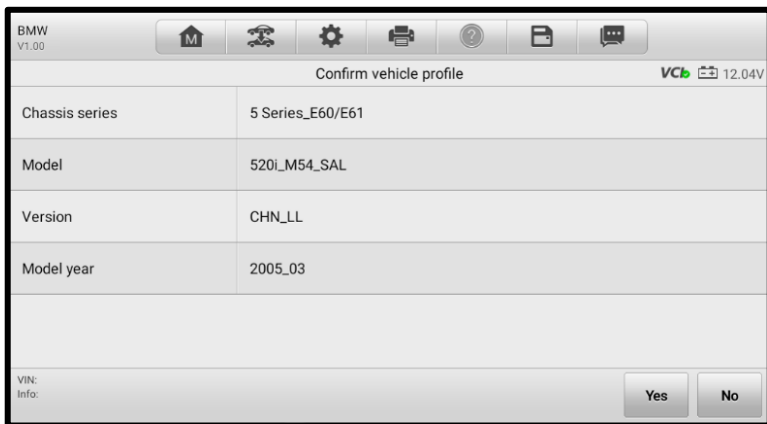 BMW
V1.00
M
?
Confirm vehicle profile
VCI 12.04V
Chassis series 5 Series_E60/E61
Model 520i_M54_SAL
Version CHN_LL
Model year 2005_03
VIN:
Info:
Yes No